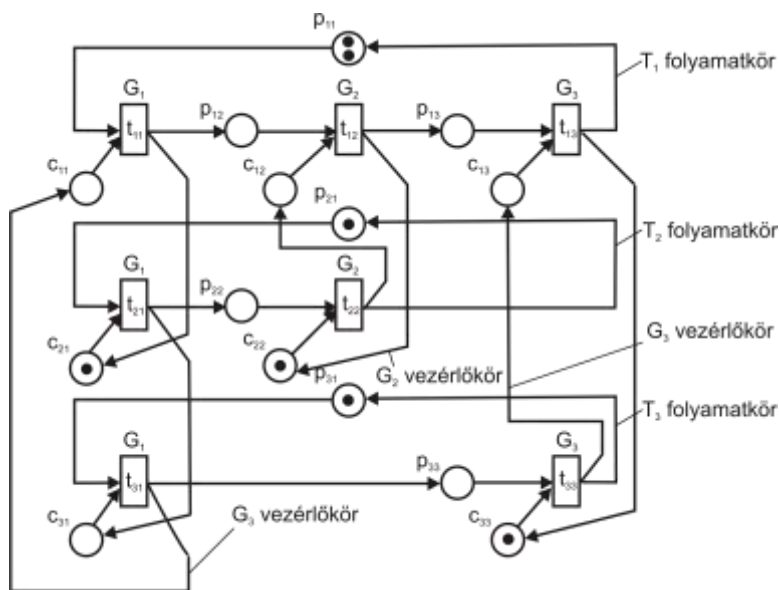 p₁₁
T₁ folyamatkör
G₁
G₂
G₃
p₁₂
p₁₃
t₁₁
t₁₂
t₁₃
c₁₁
c₁₂
c₁₃
p₂₁
T₂ folyamatkör
G₁
G₂
p₂₂
t₂₁
t₂₂
c₂₁
c₂₂
G₃ vezérlőkör
p₃₁
G₂ vezérlőkör
T₃ folyamatkör
G₁
G₃
p₃₃
t₃₁
t₃₃
c₃₁
c₃₃
G₃ vezérlőkör